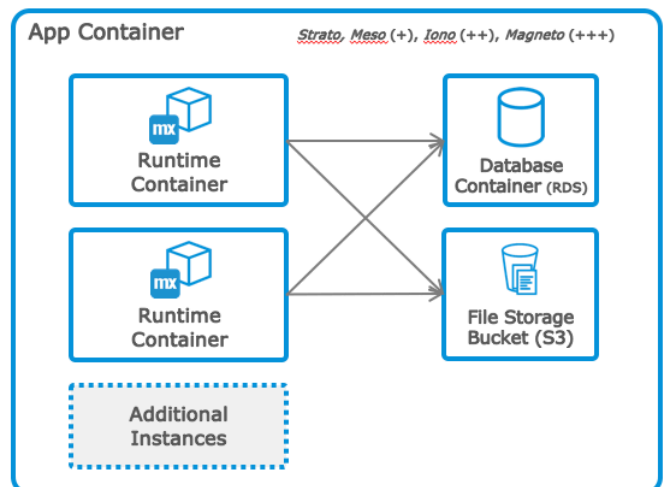 App Container
Strato, Meso (+), Iono (++), Magneto (+++)
mx
Runtime
Container
Database
Container (RDS)
mx
Runtime
Container
File Storage
Bucket (S3)
Additional
Instances